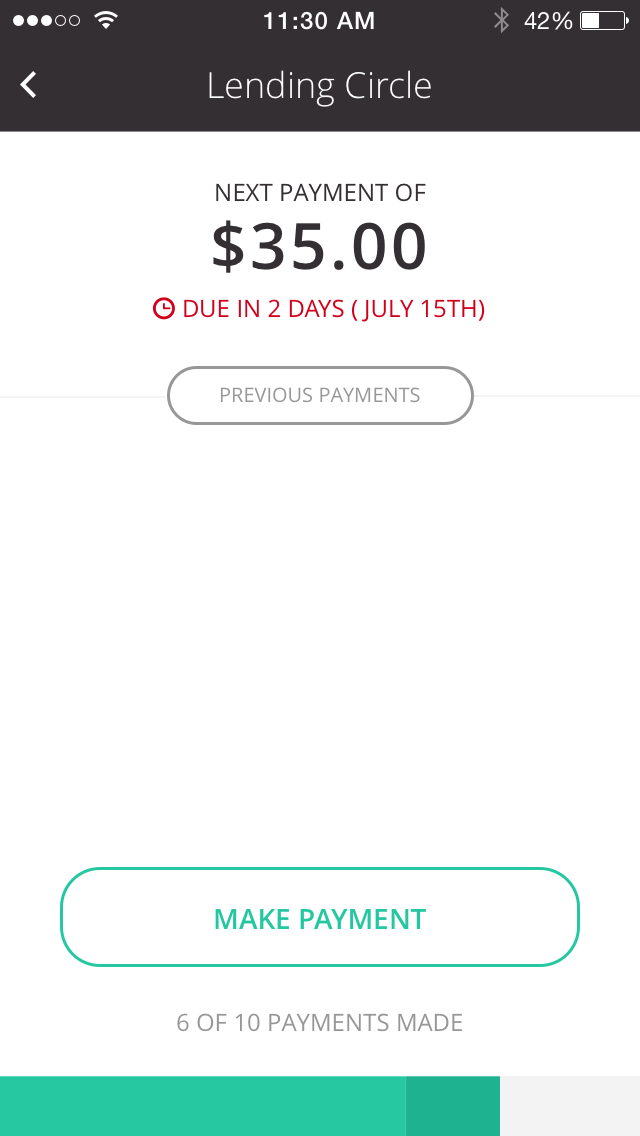 11:30 AM 42%
Lending Circle
NEXT PAYMENT OF
$35.00
DUE IN 2 DAYS ( JULY 15TH)
PREVIOUS PAYMENTS
MAKE PAYMENT
6 OF 10 PAYMENTS MADE